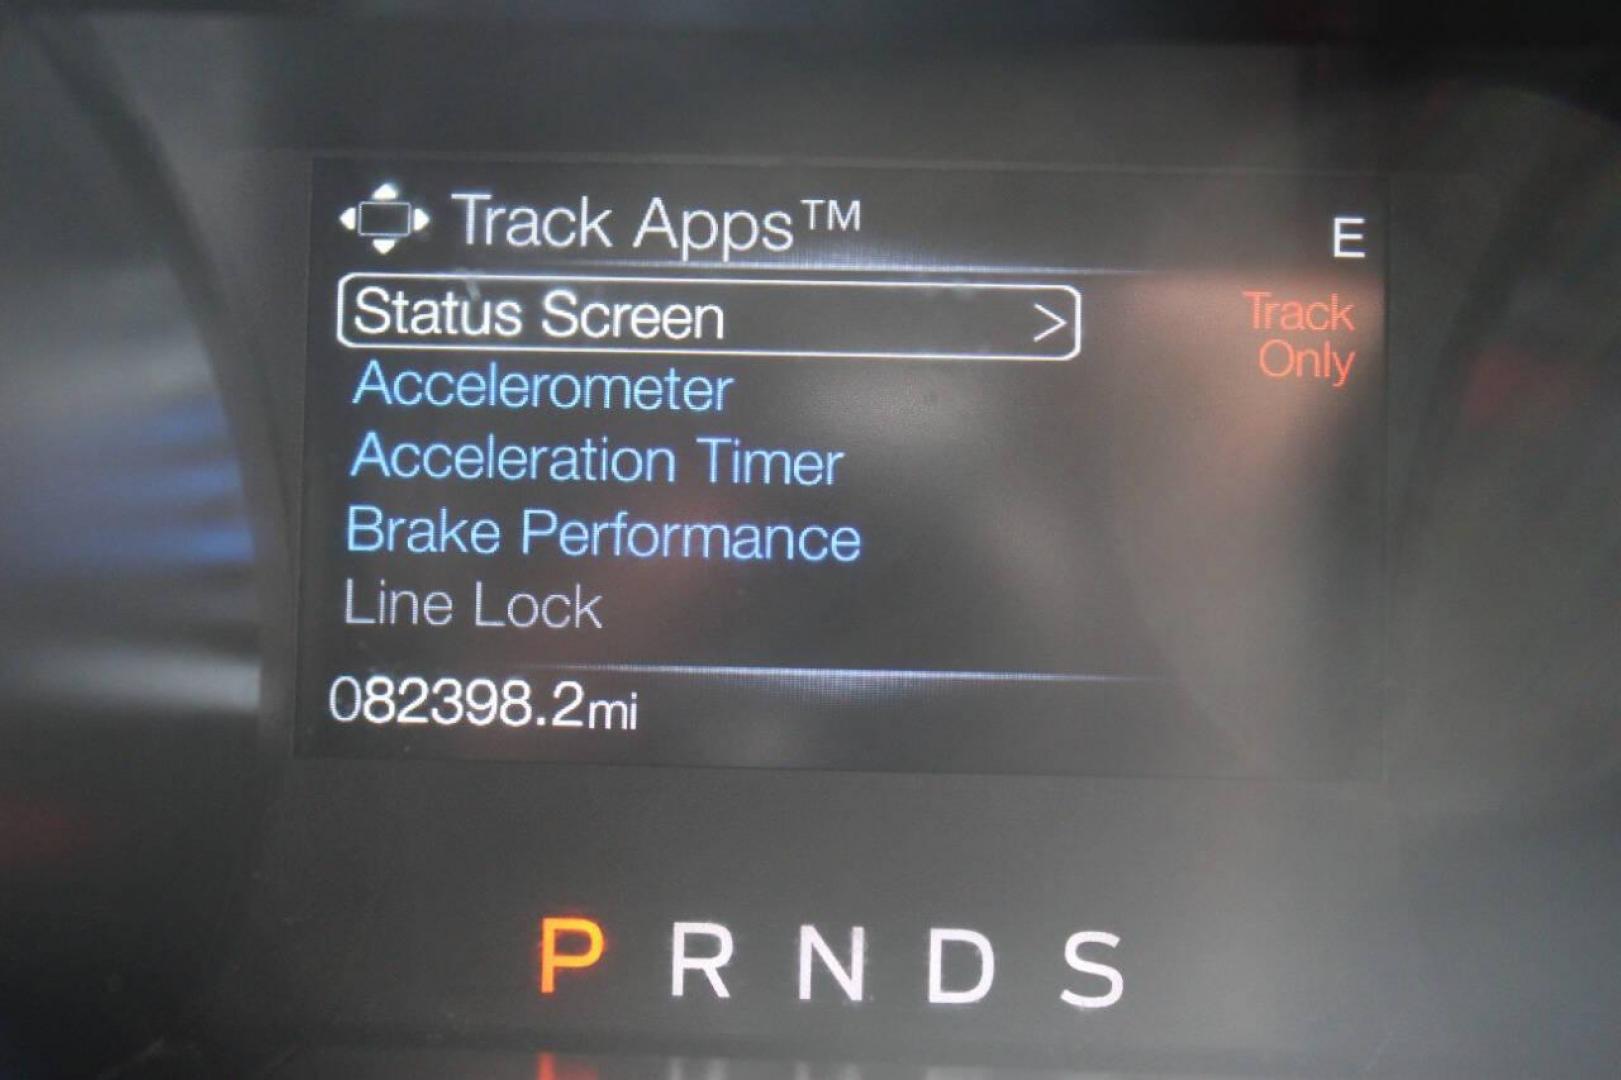 Track Apps™
E
Status Screen >
Track
Only
Accelerometer
Acceleration Timer
Brake Performance
Line Lock
082398.2mi
P R N D S